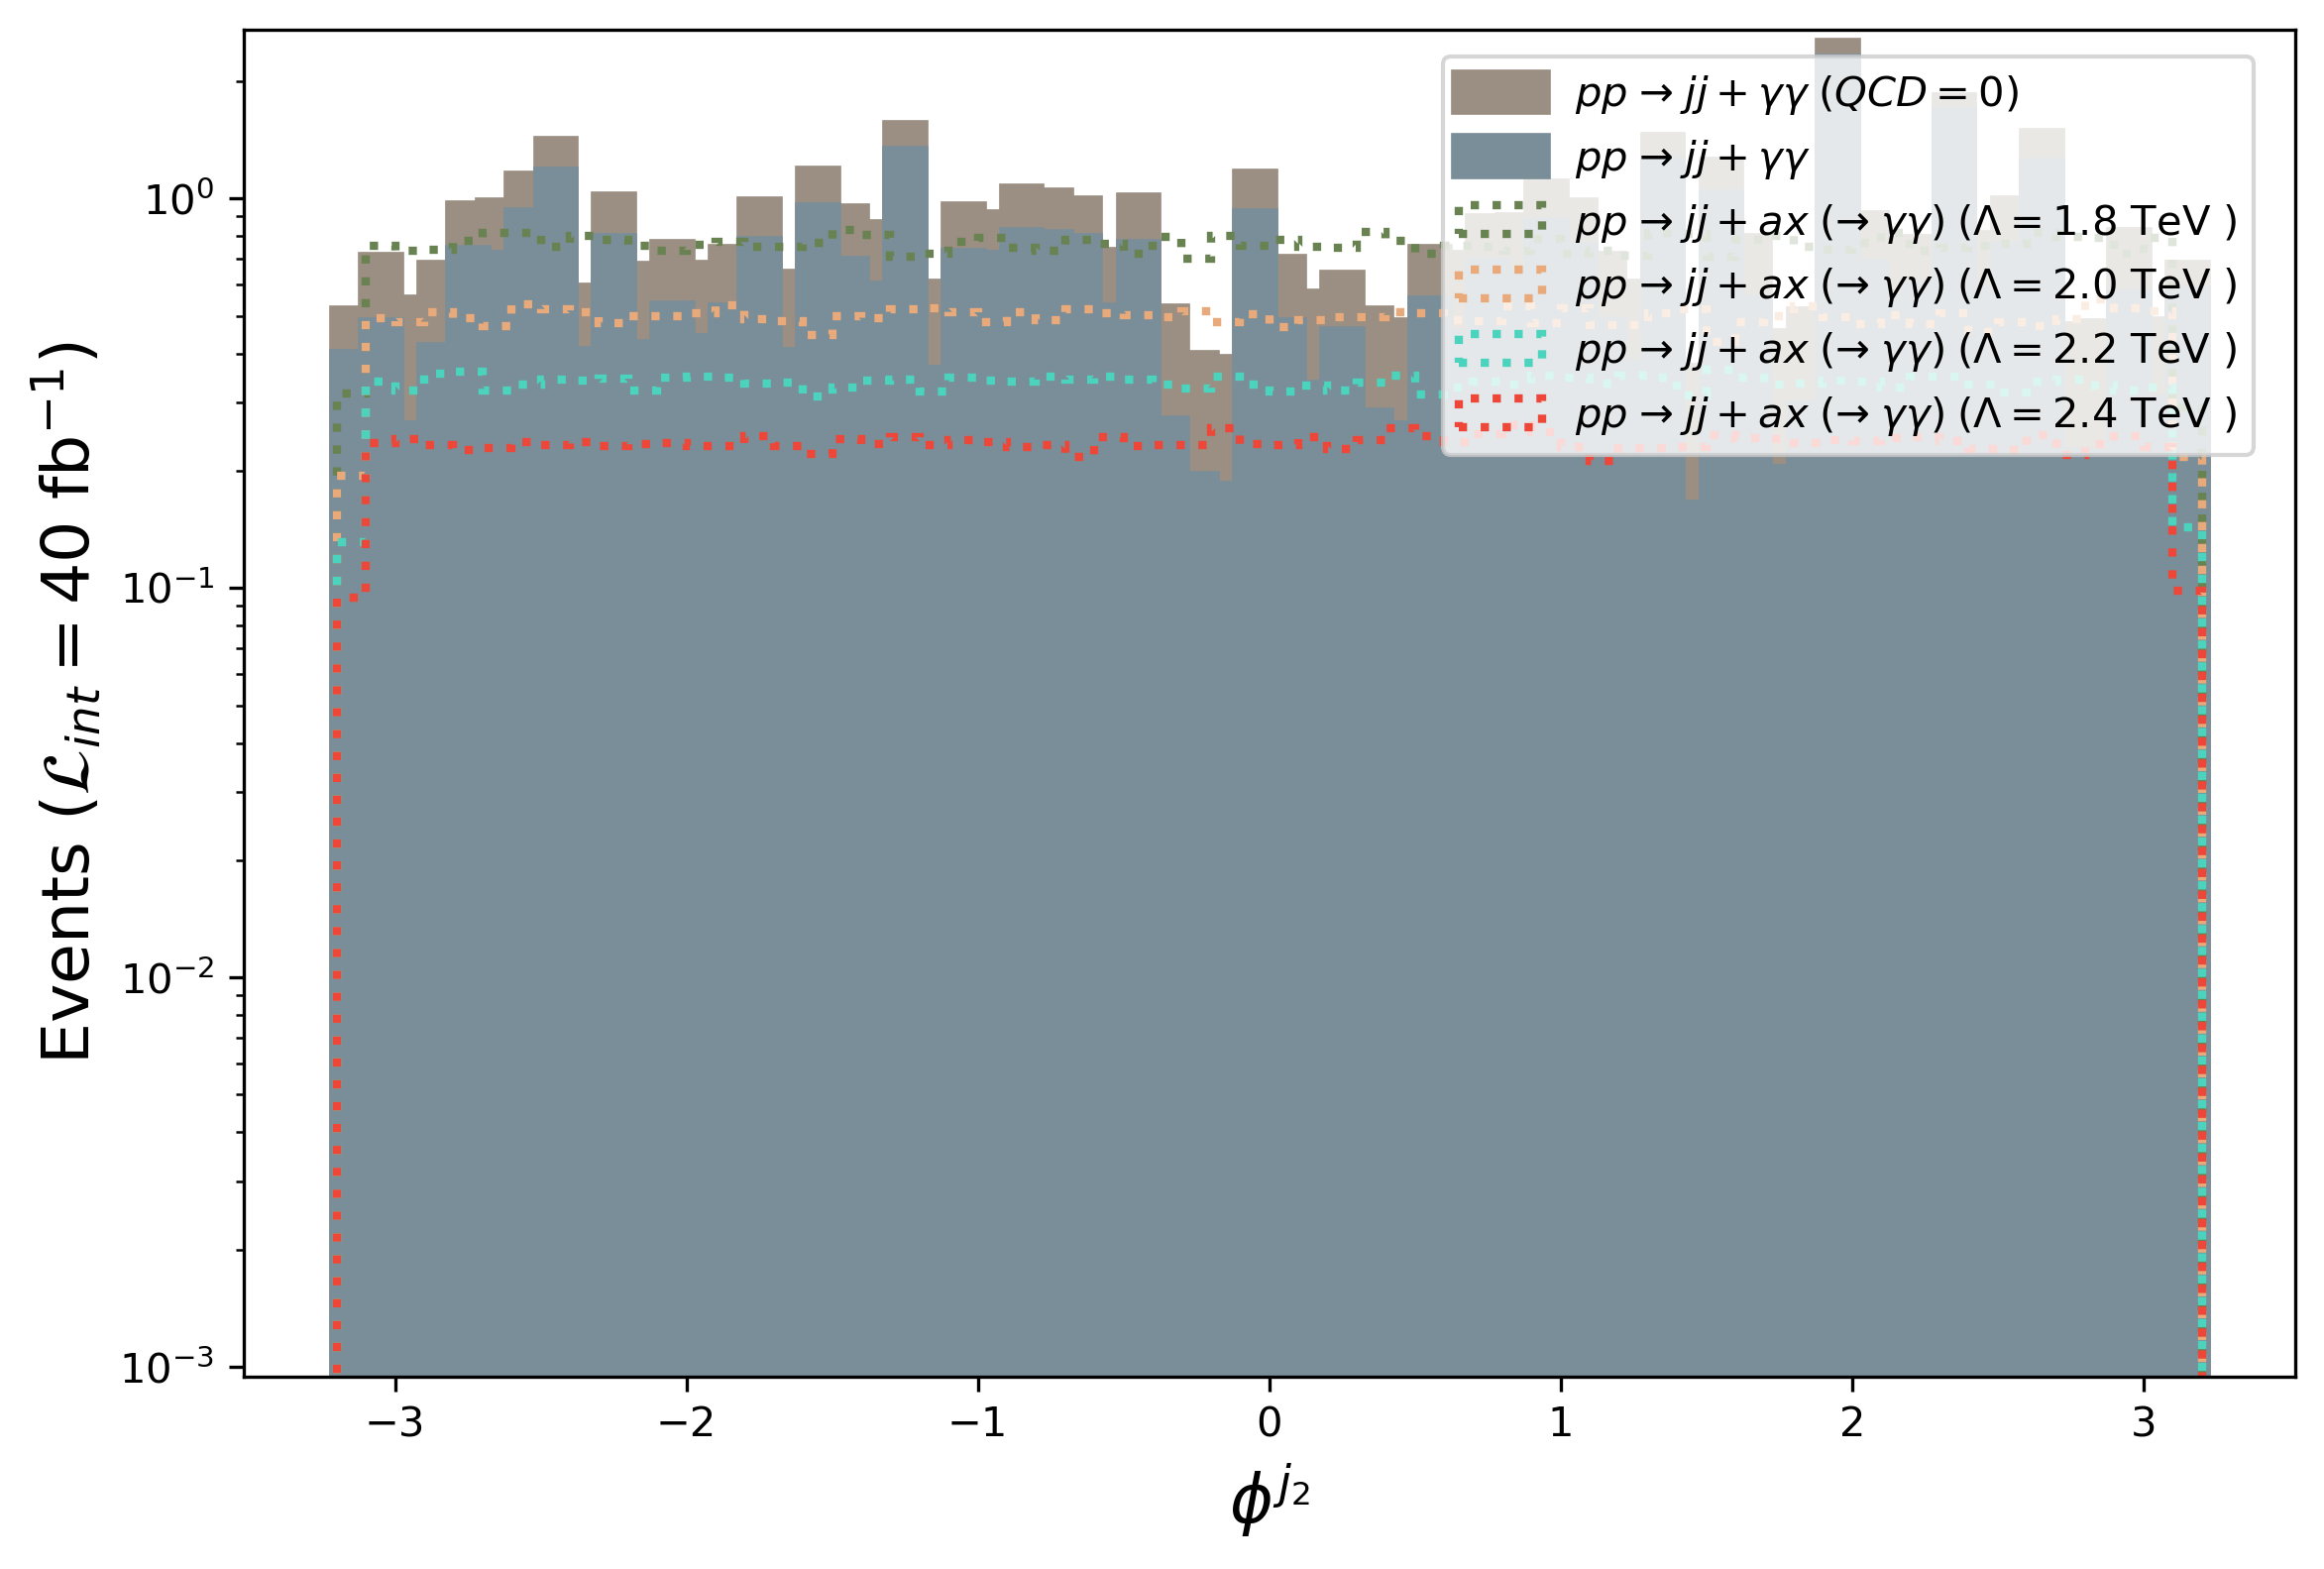 pp → jj + γγ (QCD = 0)
pp → jj + γγ
pp → jj + ax (→ γγ) (Λ = 1.8 TeV )
pp → jj + ax (→ γγ) (Λ = 2.0 TeV )
pp → jj + ax (→ γγ) (Λ = 2.2 TeV )
pp → jj + ax (→ γγ) (Λ = 2.4 TeV )
Events (ℒ_int = 40 fb⁻¹)
10⁰
10⁻¹
10⁻²
10⁻³
−3 −2 −1 0 1 2 3
ϕ^{j₂}